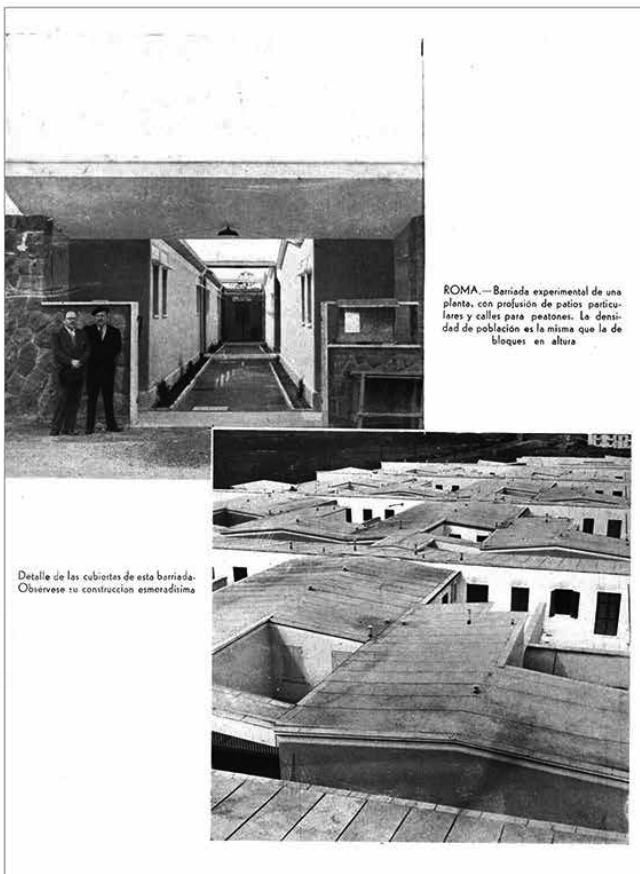 ROMA.—Barriada experimental de una
planta, con profusión de patios particu-
lares y calles para peatones. La densi-
dad de población es la misma que la de
bloques en altura
Detalle de las cubiertas de esta barriada.
Obsérvese su construcción esmeradísima